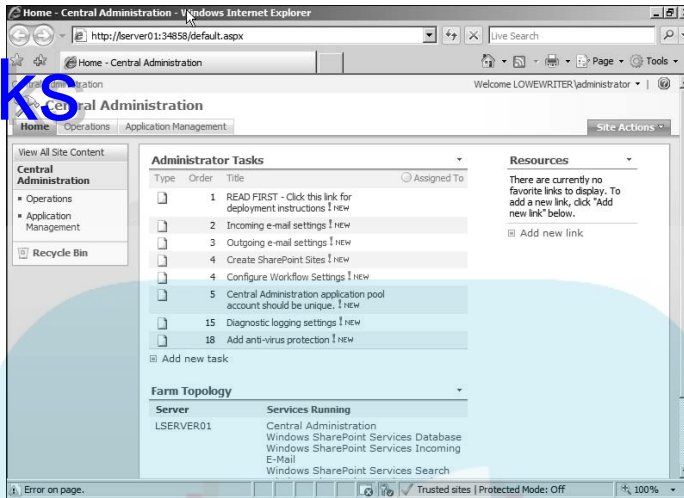 Home - Central Administration - Windows Internet Explorer
http://lserver01:34858/default.aspx
Live Search
Home - Central Administration
Page
Tools
Welcome LOWEWRITER\administrator
ks
Central Administration
Home
Operations
Application Management
Site Actions
View All Site Content
Central Administration
Operations
Application Management
Recycle Bin
Administrator Tasks
Type Order Title Assigned To
1 READ FIRST - Click this link for
deployment instructions ! NEW
2 Incoming e-mail settings ! NEW
3 Outgoing e-mail settings ! NEW
4 Create SharePoint Sites ! NEW
4 Configure Workflow Settings ! NEW
5 Central Administration application pool
account should be unique. ! NEW
15 Diagnostic logging settings ! NEW
18 Add anti-virus protection ! NEW
Add new task
Farm Topology
Server Services Running
LSERVER01 Central Administration
Windows SharePoint Services Database
Windows SharePoint Services Incoming
E-Mail
Windows SharePoint Services Search
Resources
There are currently no
favorite links to display. To
add a new link, click "Add
new link" below.
Add new link
Error on page.
Trusted sites | Protected Mode: Off
100%